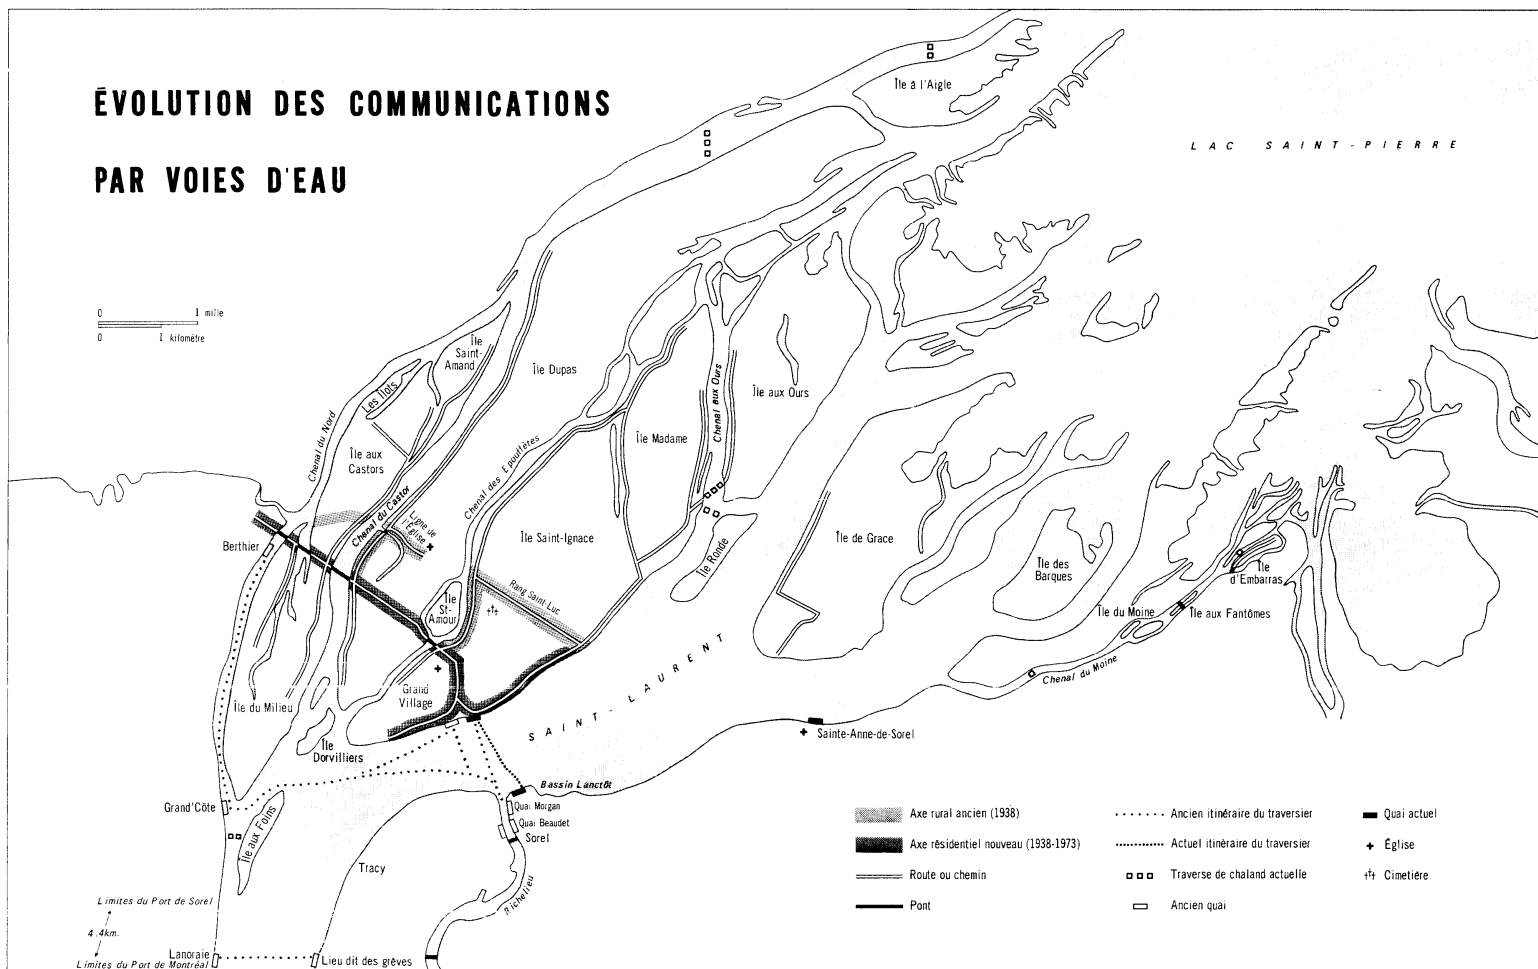 ÉVOLUTION DES COMMUNICATIONS
PAR VOIES D'EAU
Île à l'Aigle
LAC SAINT-PIERRE
0 1 mille
0 1 kilomètre
Île
Saint-
Amand
Les Îlots
Île Dupas
Chenal du Nord
Île aux
Castors
Chenal du Castor
Chenal des Epouffètes
Île Madame
Chenal aux Ours
Île aux Ours
Ligne de
l'Église
Berthier
Île Saint-Ignace
Île Ronde
Île de Grace
Île des
Barques
Île
d'Embarras
Île
St-
Amour
Rang Saint Luc
Île du Moine
Île aux Fantômes
Chenal du Moine
Grand
Village
Île du Milieu
Île
Dorvilliers
SAINT-LAURENT
Sainte-Anne-de-Sorel
Bassin Lanctôt
Grand'Côte
Quai Morgan
Quai Beaudet
Sorel
Île aux Foins
Tracy
Richelieu
Limites du Port de Sorel
4.4km.
Lanoraie
Limites du Port de Montréal
Lieu dit des grèves
Axe rural ancien (1938)
Axe résidentiel nouveau (1938-1973)
Route ou chemin
Pont
Ancien itinéraire du traversier
Actuel itinéraire du traversier
Traverse de chaland actuelle
Ancien quai
Quai actuel
Église
Cimetière